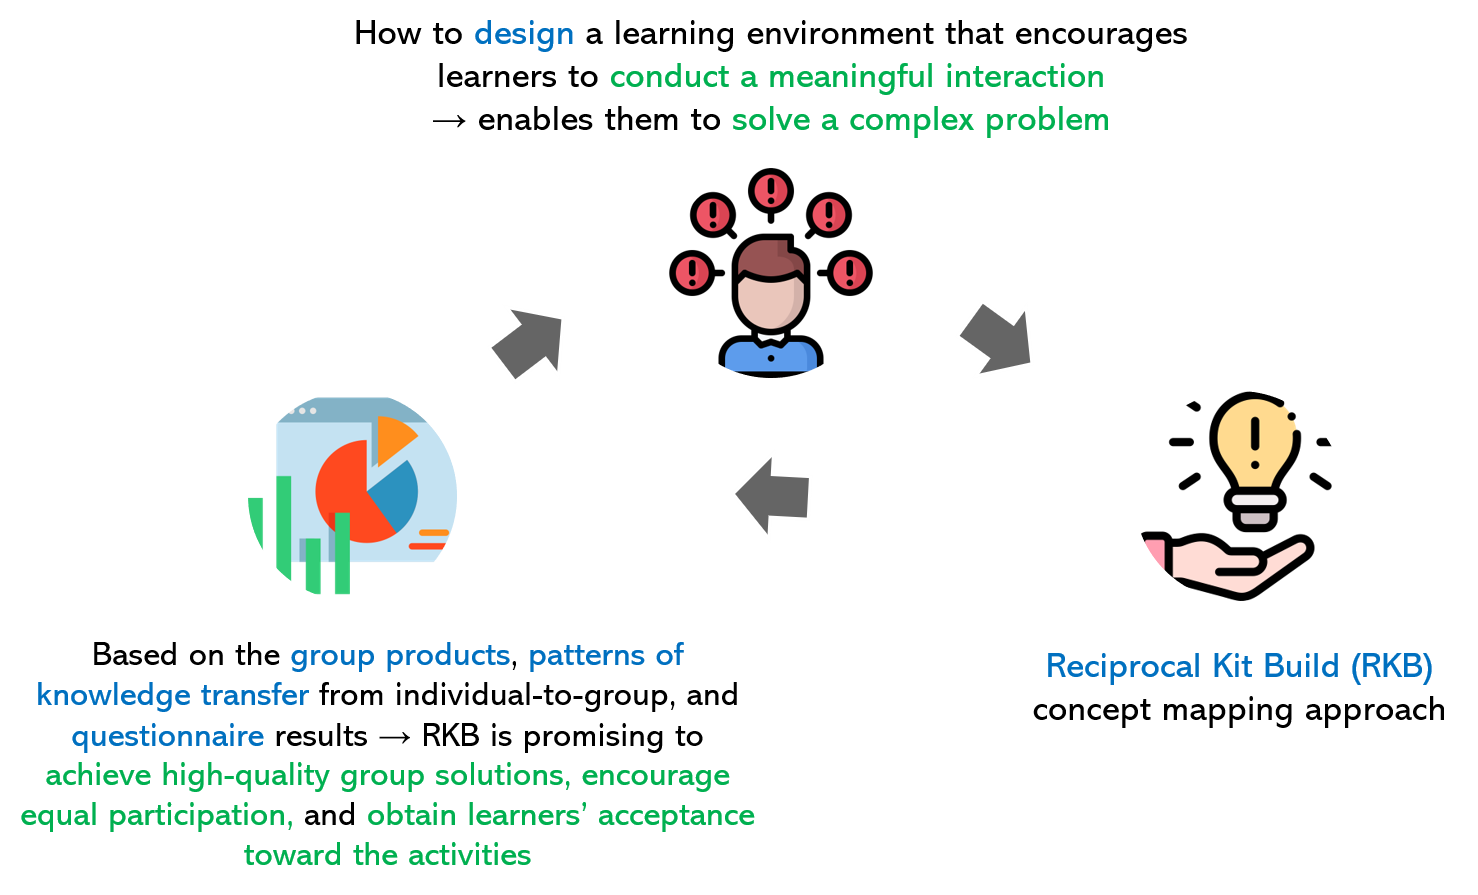 How to design a learning environment that encourages
learners to conduct a meaningful interaction
→ enables them to solve a complex problem
Based on the group products, patterns of
knowledge transfer from individual-to-group, and
questionnaire results → RKB is promising to
achieve high-quality group solutions, encourage
equal participation, and obtain learners’ acceptance
toward the activities
Reciprocal Kit Build (RKB)
concept mapping approach